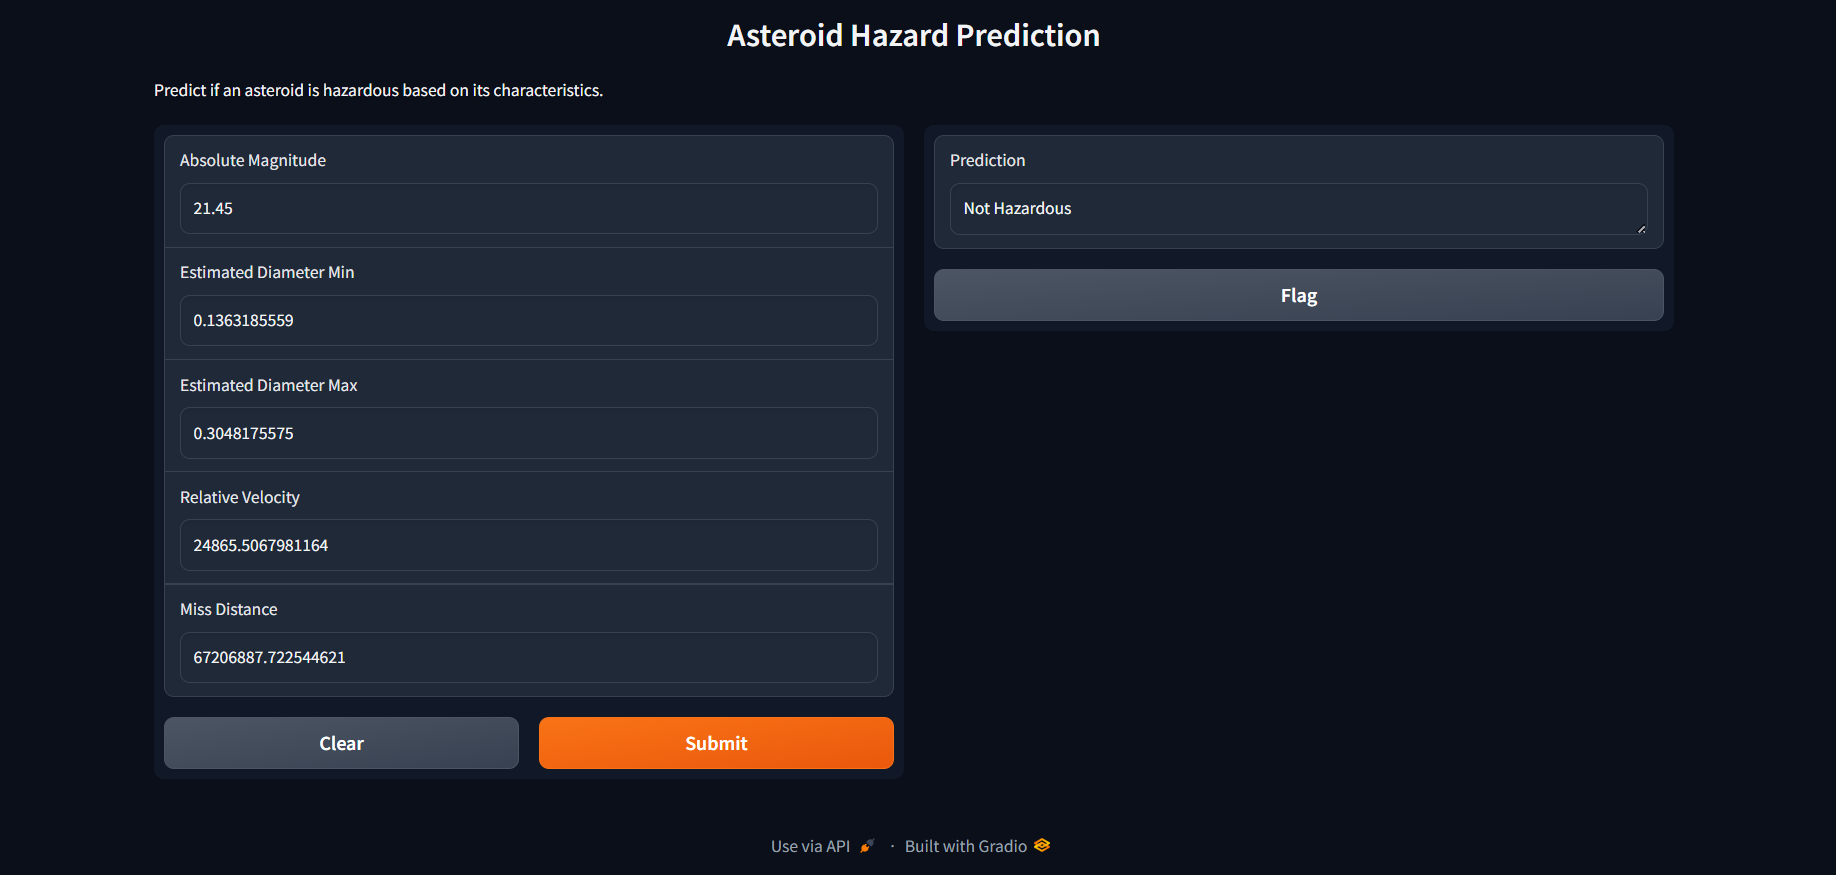 Asteroid Hazard Prediction
Predict if an asteroid is hazardous based on its characteristics.
Absolute Magnitude
21.45
Estimated Diameter Min
0.1363185559
Estimated Diameter Max
0.3048175575
Relative Velocity
24865.5067981164
Miss Distance
67206887.722544621
Clear
Submit
Prediction
Not Hazardous
Flag
Use via API · Built with Gradio